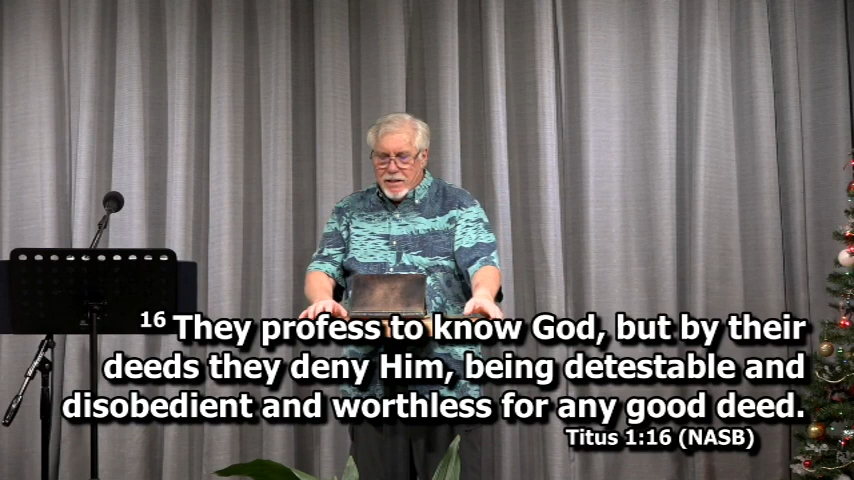 16 They profess to know God, but by their
deeds they deny Him, being detestable and
disobedient and worthless for any good deed.
Titus 1:16 (NASB)